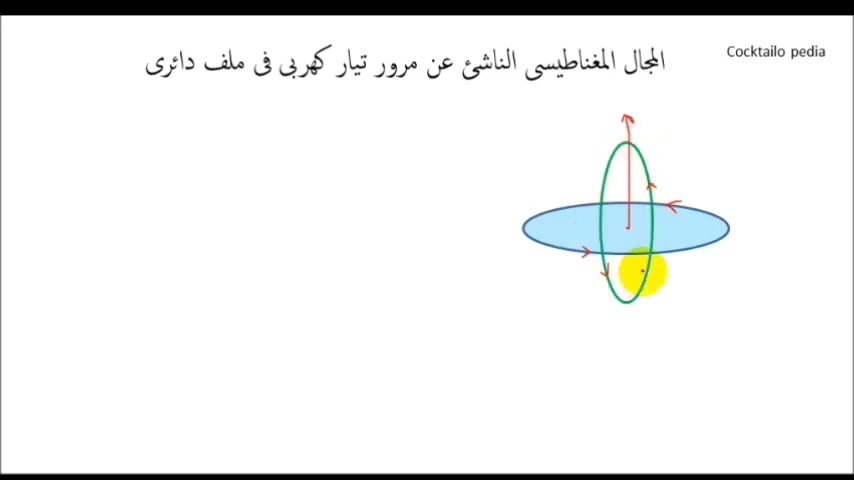 Cocktailo pedia
المجال المغناطيسى الناشئ عن مرور تيار كهربى فى ملف دائرى